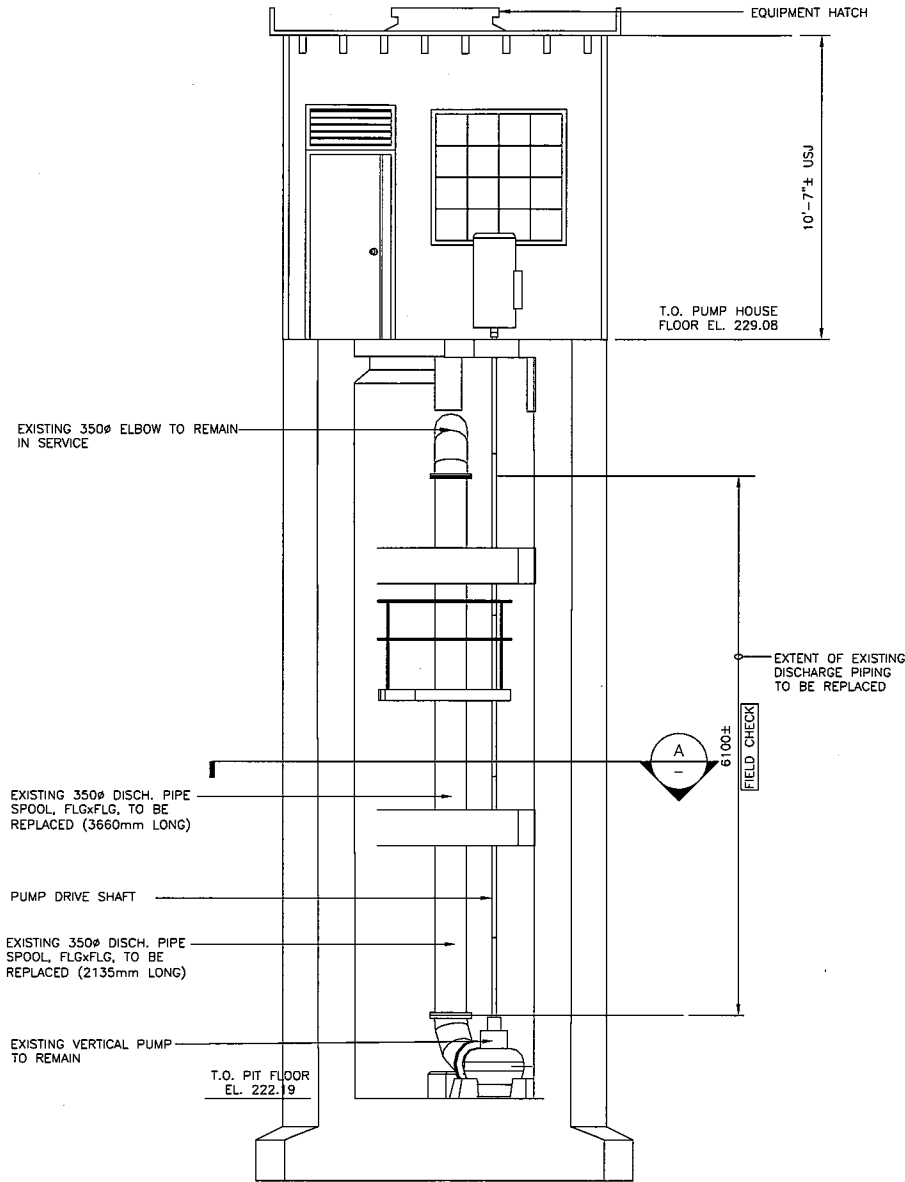 EQUIPMENT HATCH
10'-7"± USJ
T.O. PUMP HOUSE
FLOOR EL. 229.08
EXISTING 350ø ELBOW TO REMAIN
IN SERVICE
EXTENT OF EXISTING
DISCHARGE PIPING
TO BE REPLACED
6100±
FIELD CHECK
A
–
EXISTING 350ø DISCH. PIPE
SPOOL, FLGxFLG, TO BE
REPLACED (3660mm LONG)
PUMP DRIVE SHAFT
EXISTING 350ø DISCH. PIPE
SPOOL, FLGxFLG, TO BE
REPLACED (2135mm LONG)
EXISTING VERTICAL PUMP
TO REMAIN
T.O. PIT FLOOR
EL. 222.19